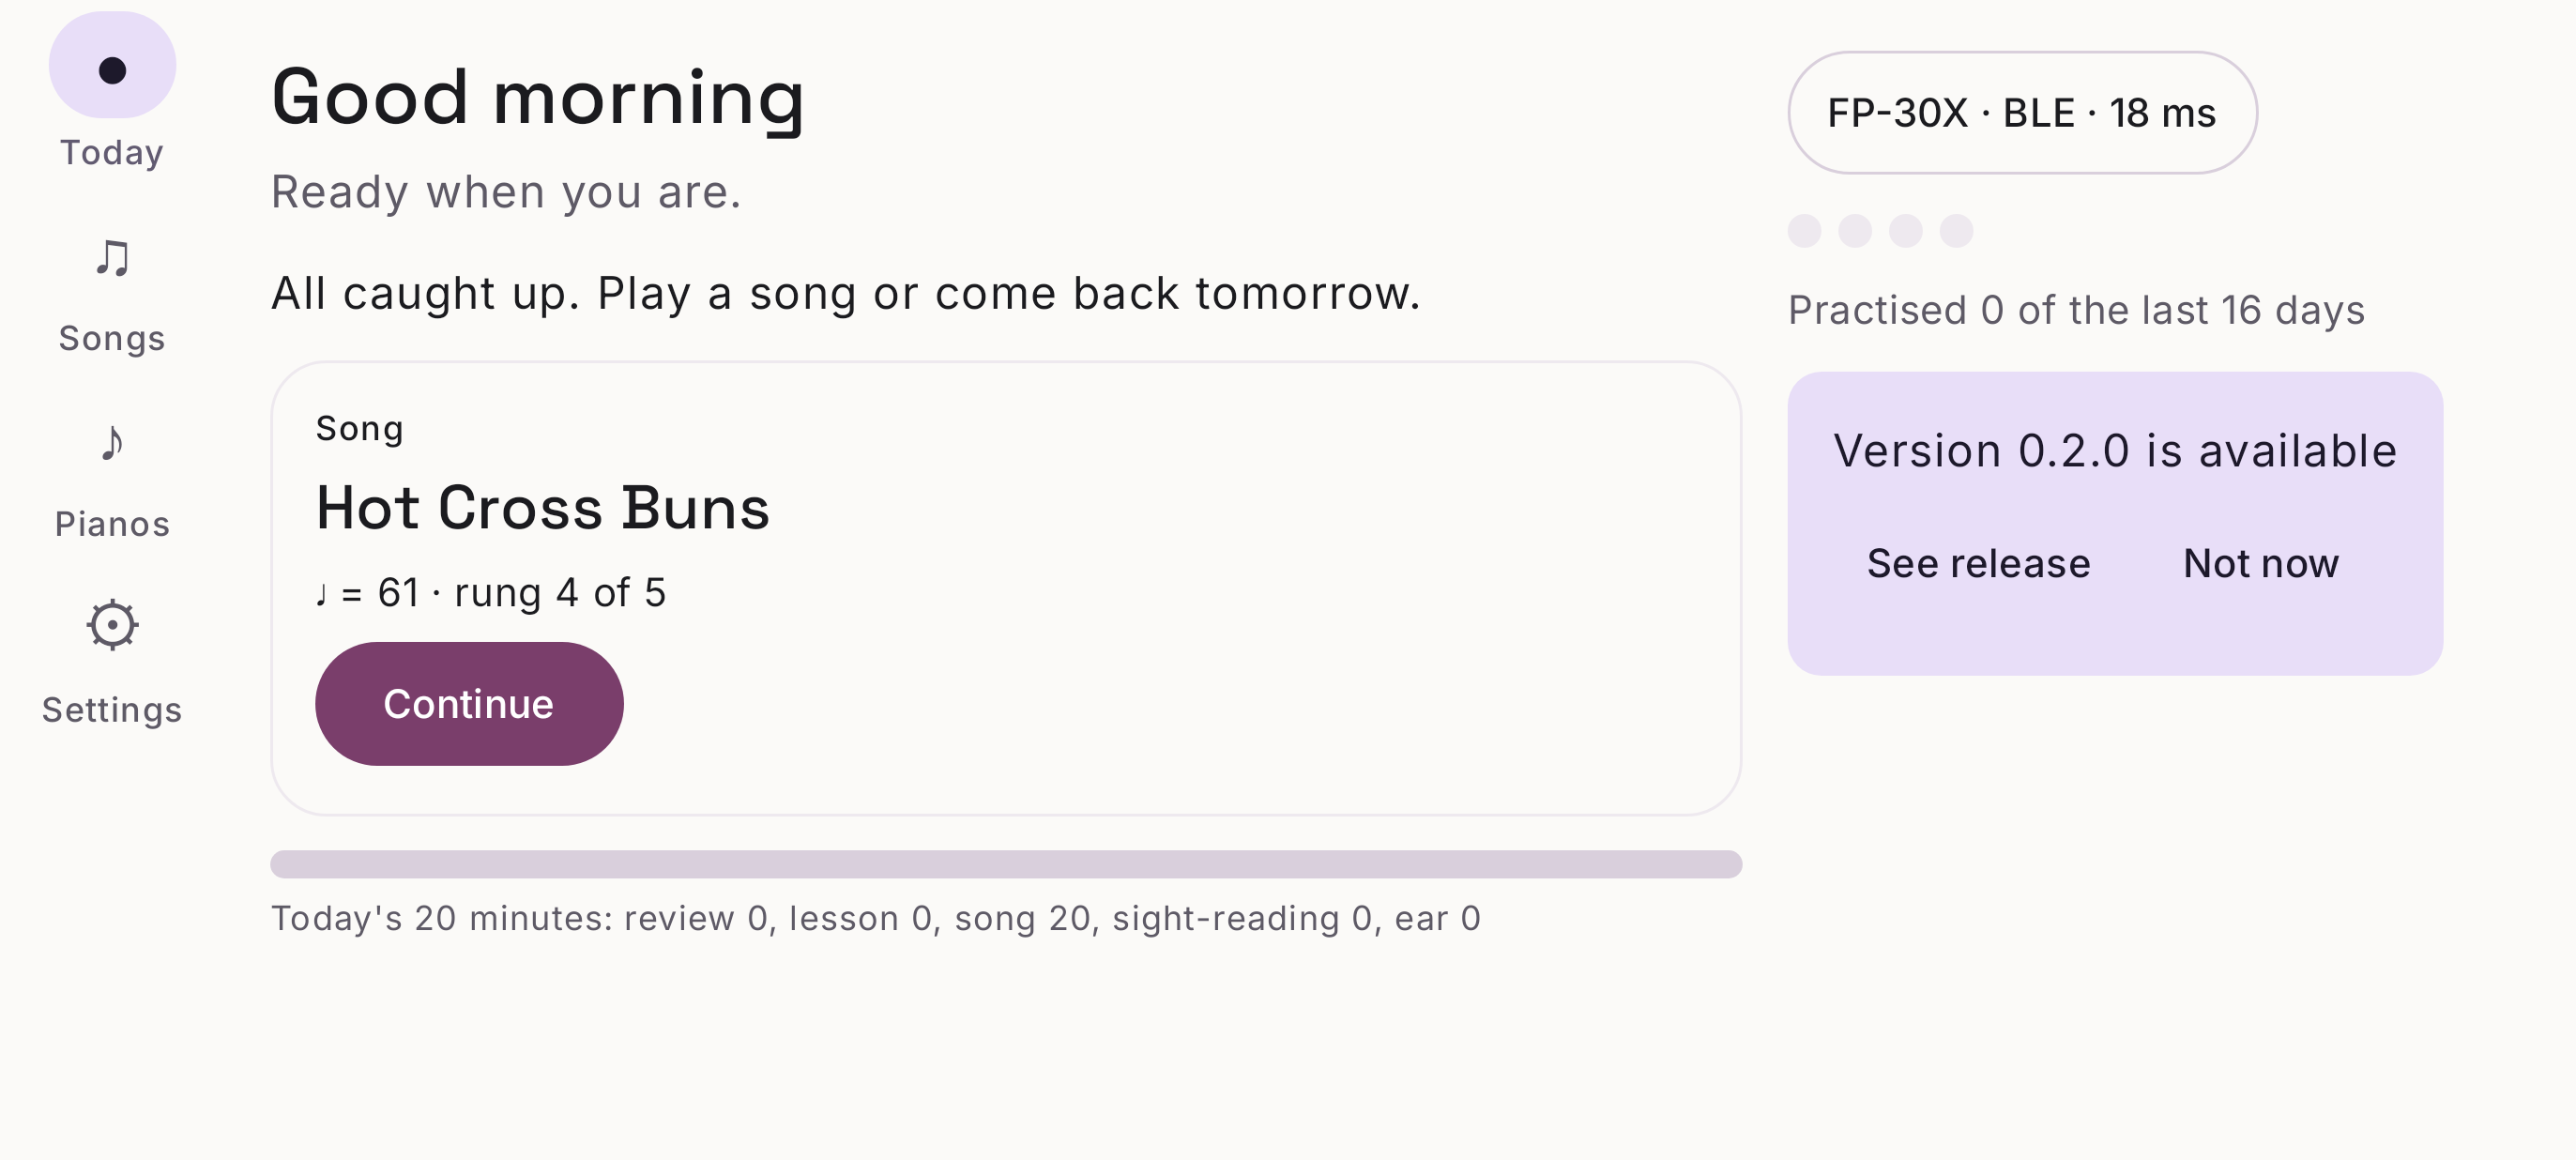 Today
Songs
Pianos
Settings
Good morning
Ready when you are.
All caught up. Play a song or come back tomorrow.
Song
Hot Cross Buns
♩ = 61 · rung 4 of 5
Continue
Today's 20 minutes: review 0, lesson 0, song 20, sight-reading 0, ear 0
FP-30X · BLE · 18 ms
Practised 0 of the last 16 days
Version 0.2.0 is available
See release Not now